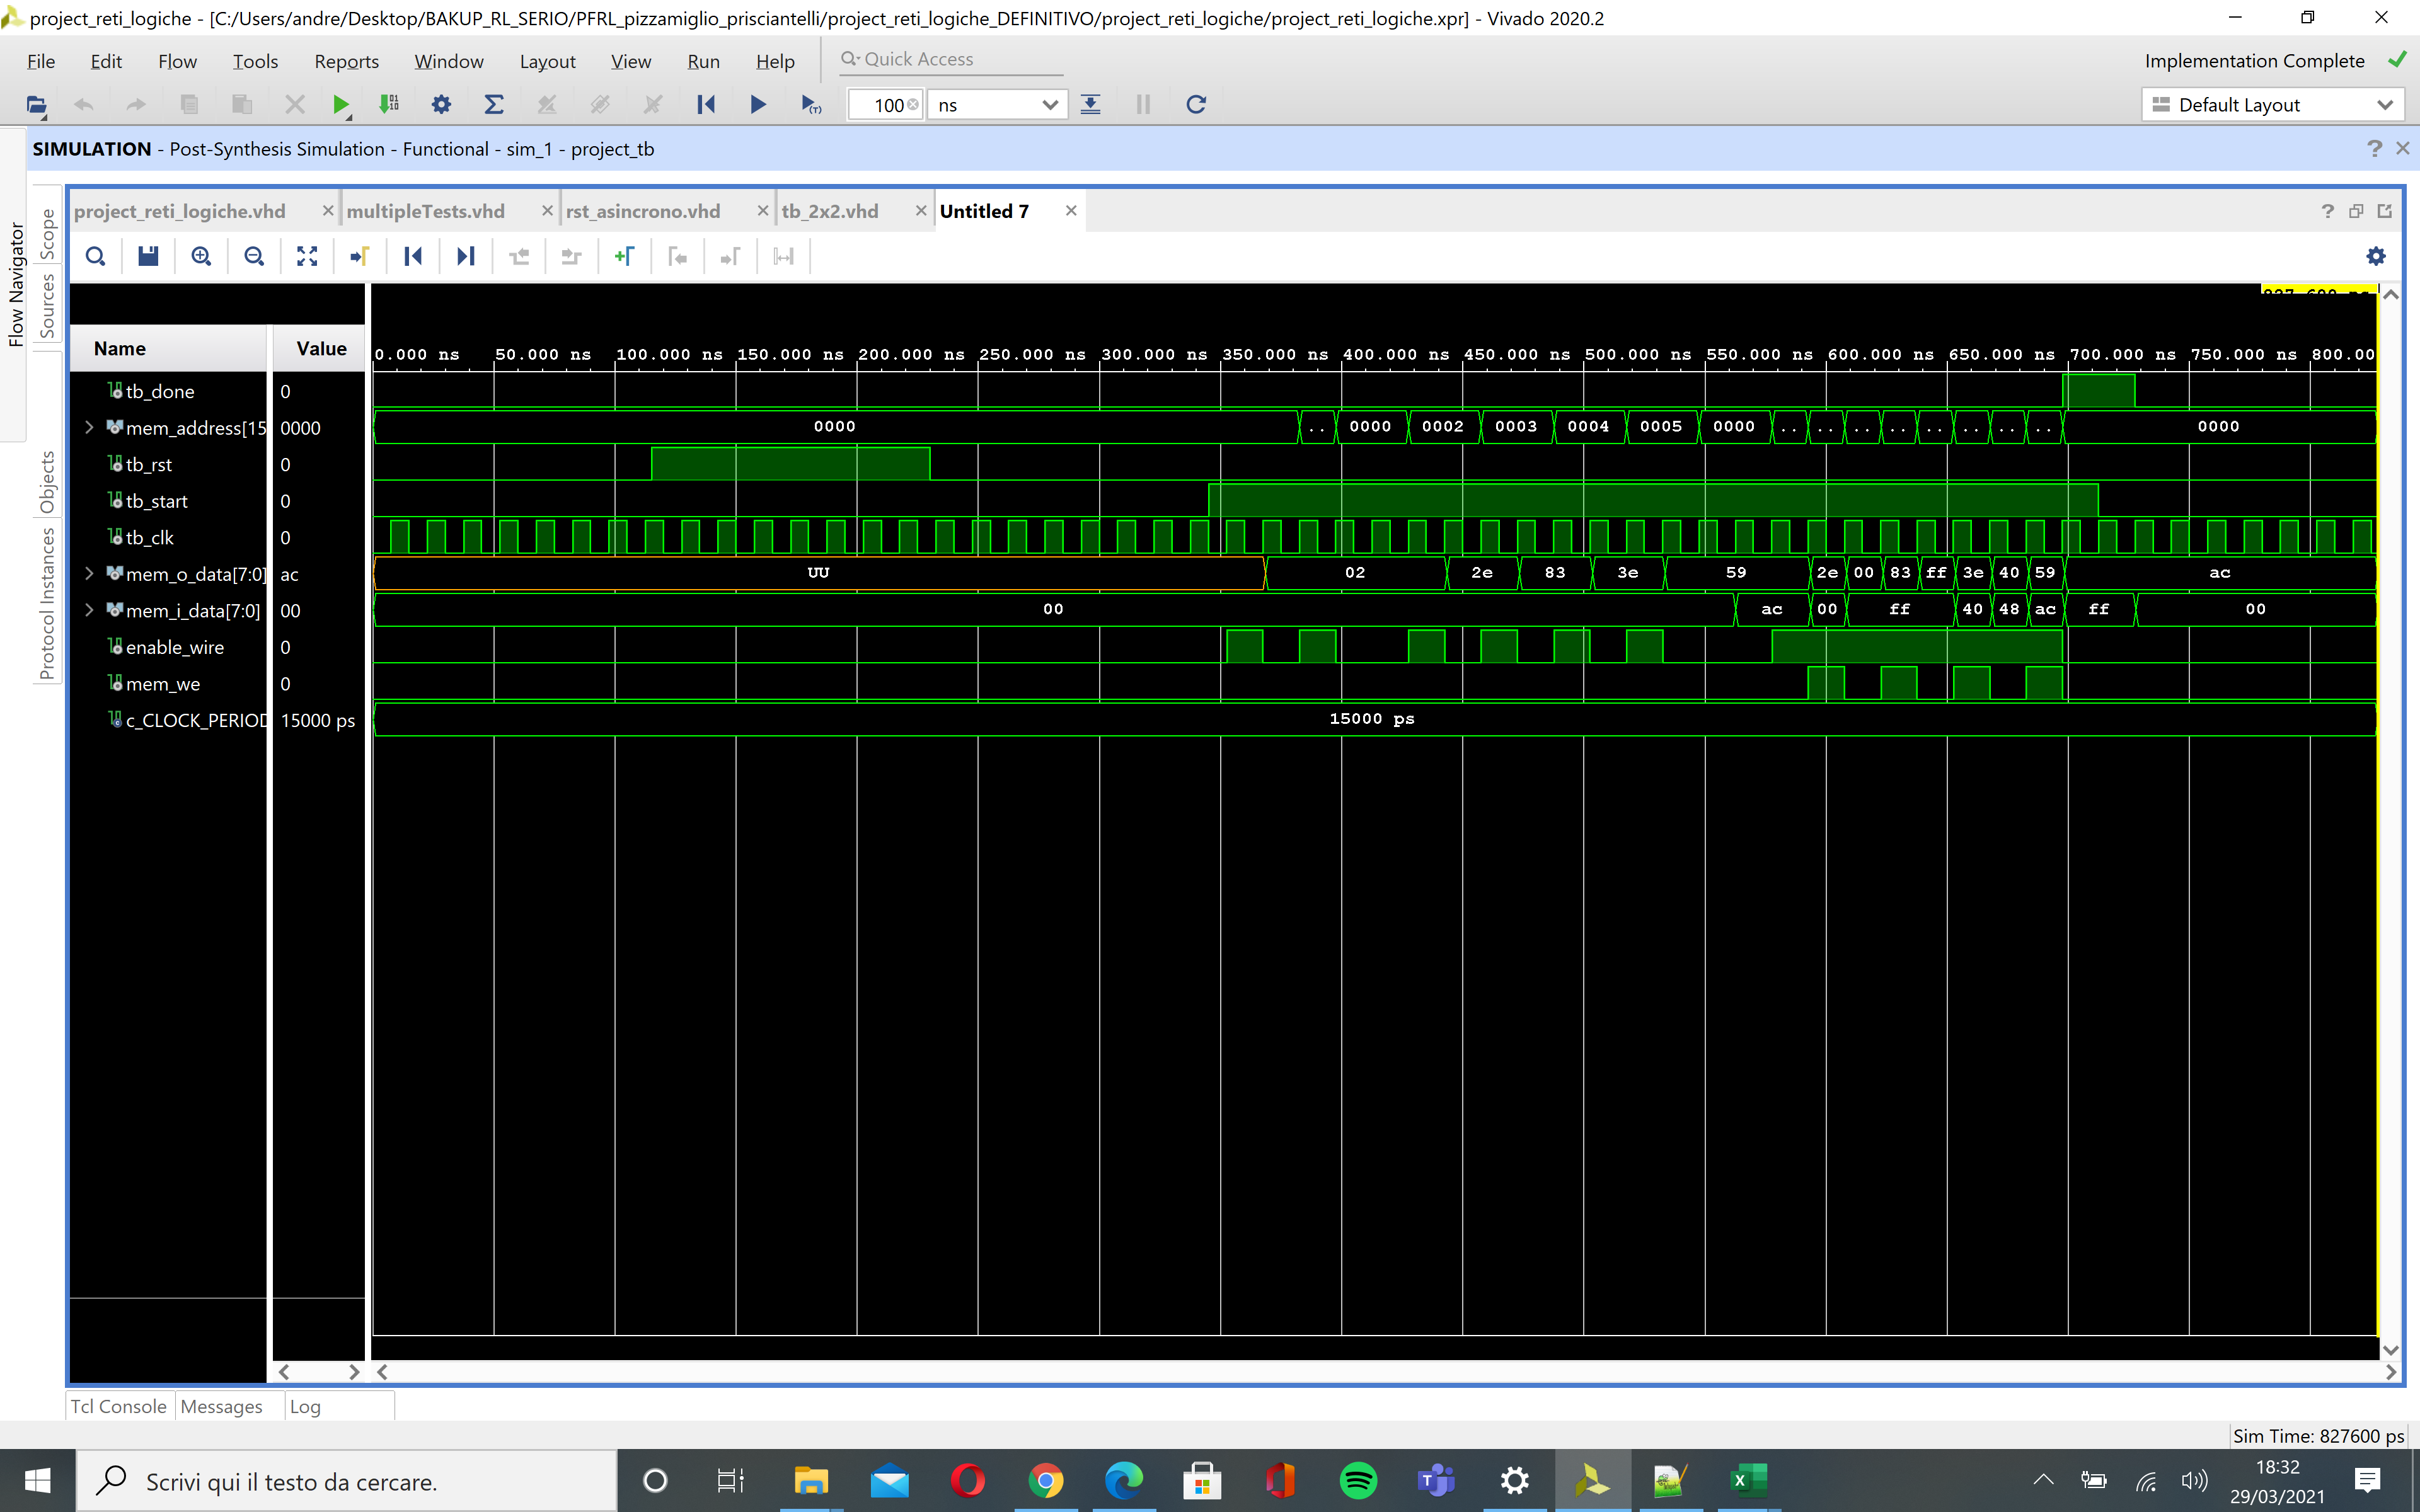 project_reti_logiche - [C:/Users/andre/Desktop/BAKUP_RL_SERIO/PFRL_pizzamiglio_prisciantelli/project_reti_logiche_DEFINITIVO/project_reti_logiche/project_reti_logiche.xpr] - Vivado 2020.2
File Edit Flow Tools Reports Window Layout View Run Help Quick Access Implementation Complete
100 ns Default Layout
SIMULATION - Post-Synthesis Simulation - Functional - sim_1 - project_tb
Flow Navigator
Scope
Sources
Objects
Protocol Instances
project_reti_logiche.vhd multipleTests.vhd rst_asincrono.vhd tb_2x2.vhd Untitled 7
Name Value 0.000 ns 50.000 ns 100.000 ns 150.000 ns 200.000 ns 250.000 ns 300.000 ns 350.000 ns 400.000 ns 450.000 ns 500.000 ns 550.000 ns 600.000 ns 650.000 ns 700.000 ns 750.000 ns 800.00
tb_done 0
mem_address[15 0000 0000 .. 0000 0002 0003 0004 0005 0000 .. .. .. .. .. .. .. .. 0000
tb_rst 0
tb_start 0
tb_clk 0
mem_o_data[7:0] ac UU 02 2e 83 3e 59 2e 00 83 ff 3e 40 59 ac
mem_i_data[7:0] 00 00 ac 00 ff 40 48 ac ff 00
enable_wire 0
mem_we 0
c_CLOCK_PERIOD 15000 ps 15000 ps
Tcl Console Messages Log
Sim Time: 827600 ps
Scrivi qui il testo da cercare.
18:32
29/03/2021